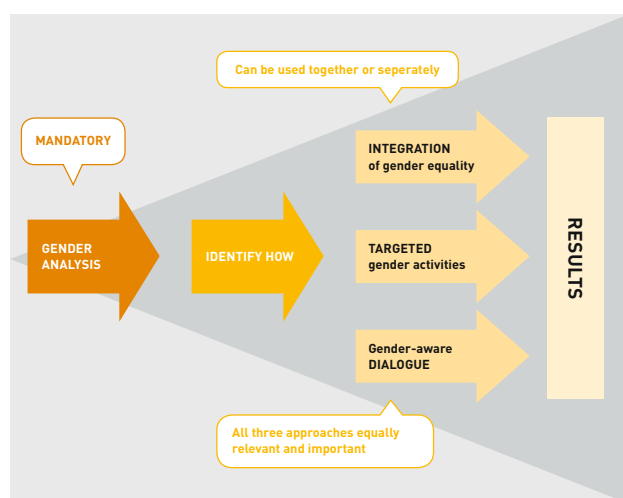 Can be used together or seperately
MANDATORY
INTEGRATION
of gender equality
GENDER
ANALYSIS
IDENTIFY HOW
TARGETED
gender activities
RESULTS
Gender-aware
DIALOGUE
All three approaches equally
relevant and important